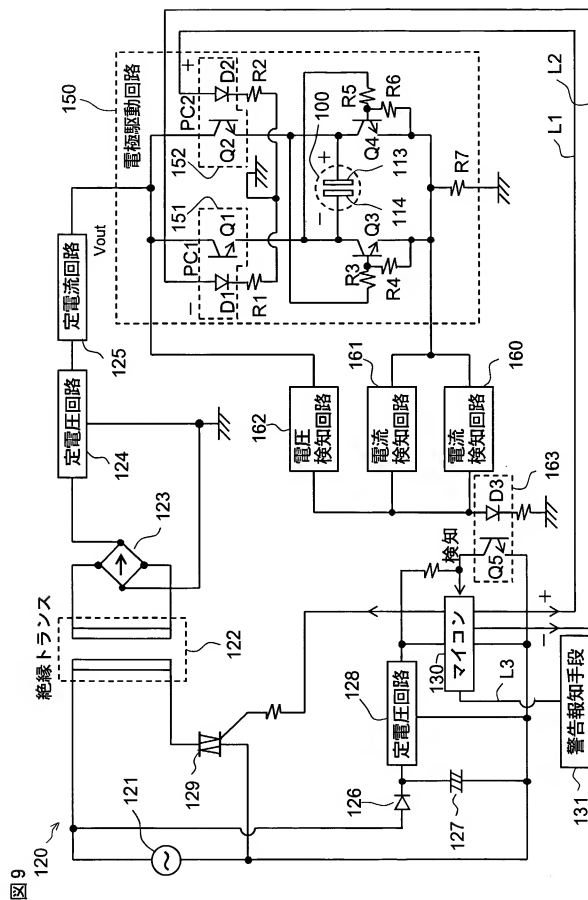 図9
120
121
絶縁トランス
122
123
定電圧回路
124
定電流回路
125
Vout
150
電極駆動回路
151
152
PC1
PC2
−
+
D1
Q1
Q2
D2
R1
R2
100
−
+
114
113
R3
R4
Q3
Q4
R5
R6
R7
電圧
検知回路
162
電流
検知回路
161
電流
検知回路
160
129
126
127
定電圧回路
128
マイコン
130
検知
Q5
D3
163
−
+
L3
L1
L2
警告報知手段
131